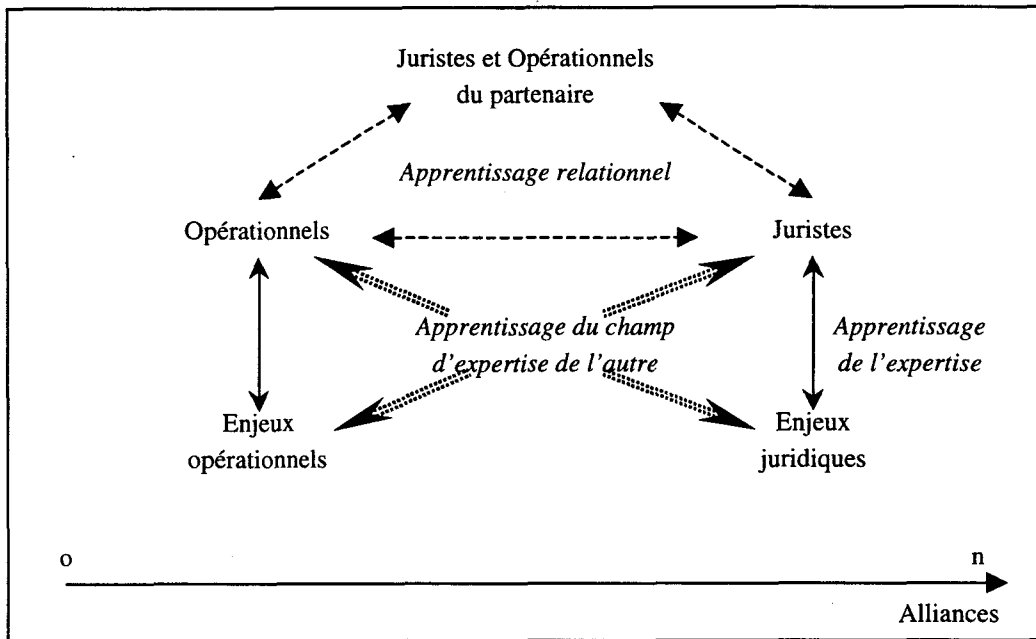 Juristes et Opérationnels
du partenaire
Apprentissage relationnel
Opérationnels
Juristes
Apprentissage du champ
d'expertise de l'autre
Apprentissage
de l'expertise
Enjeux
opérationnels
Enjeux
juridiques
o
n
Alliances